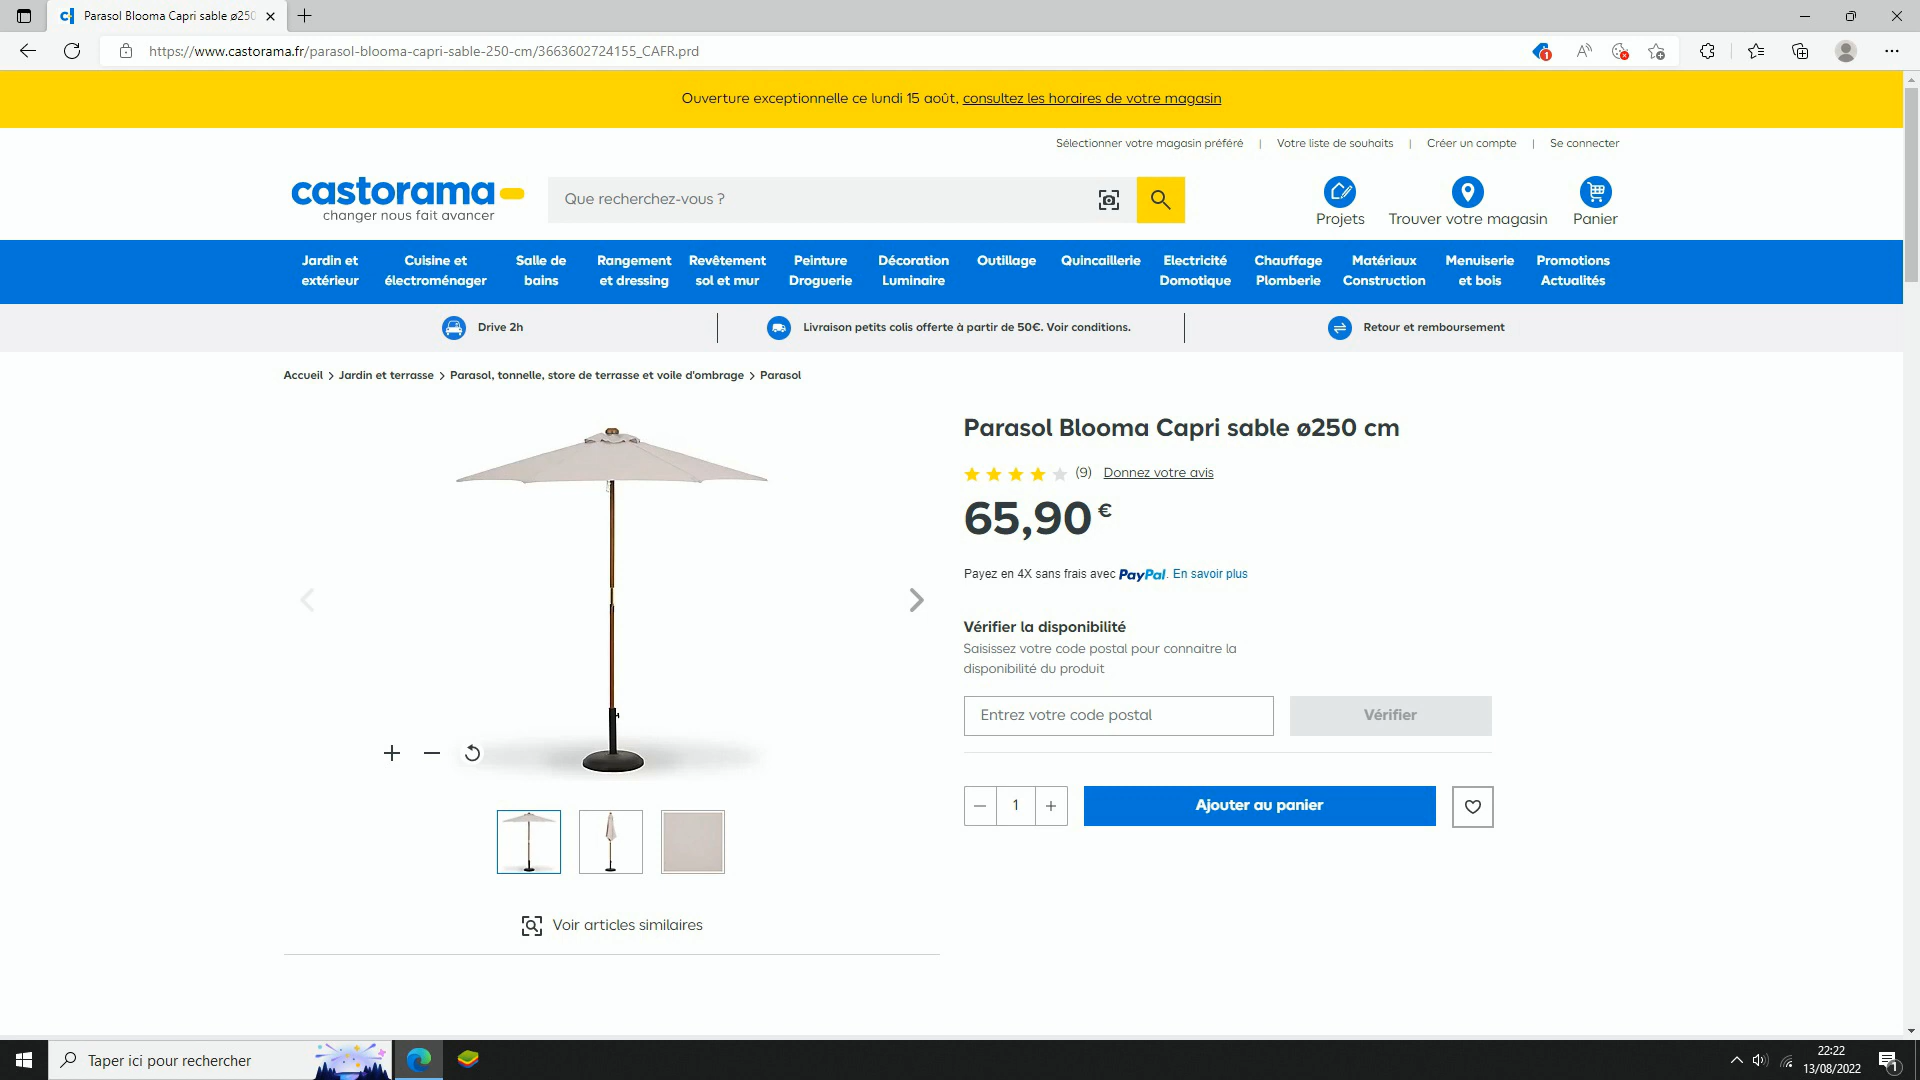 Parasol Blooma Capri sable ø250
https://www.castorama.fr/parasol-blooma-capri-sable-250-cm/3663602724155_CAFR.prd
1
Ouverture exceptionnelle ce lundi 15 août, consultez les horaires de votre magasin
Sélectionner votre magasin préféré | Votre liste de souhaits | Créer un compte | Se connecter
castorama
changer nous fait avancer
Que recherchez-vous ?
Projets
Trouver votre magasin
Panier
Jardin et extérieur
Cuisine et électroménager
Salle de bains
Rangement et dressing
Revêtement sol et mur
Peinture Droguerie
Décoration Luminaire
Outillage
Quincaillerie
Electricité Domotique
Chauffage Plomberie
Matériaux Construction
Menuiserie et bois
Promotions Actualités
Drive 2h
Livraison petits colis offerte à partir de 50€. Voir conditions.
Retour et remboursement
Accueil > Jardin et terrasse > Parasol, tonnelle, store de terrasse et voile d'ombrage > Parasol
Parasol Blooma Capri sable ø250 cm
(9) Donnez votre avis
65,90 €
Payez en 4X sans frais avec PayPal. En savoir plus
Vérifier la disponibilité
Saisissez votre code postal pour connaitre la
disponibilité du produit
Entrez votre code postal
Vérifier
1
Ajouter au panier
Voir articles similaires
Taper ici pour rechercher
22:22
13/08/2022
1